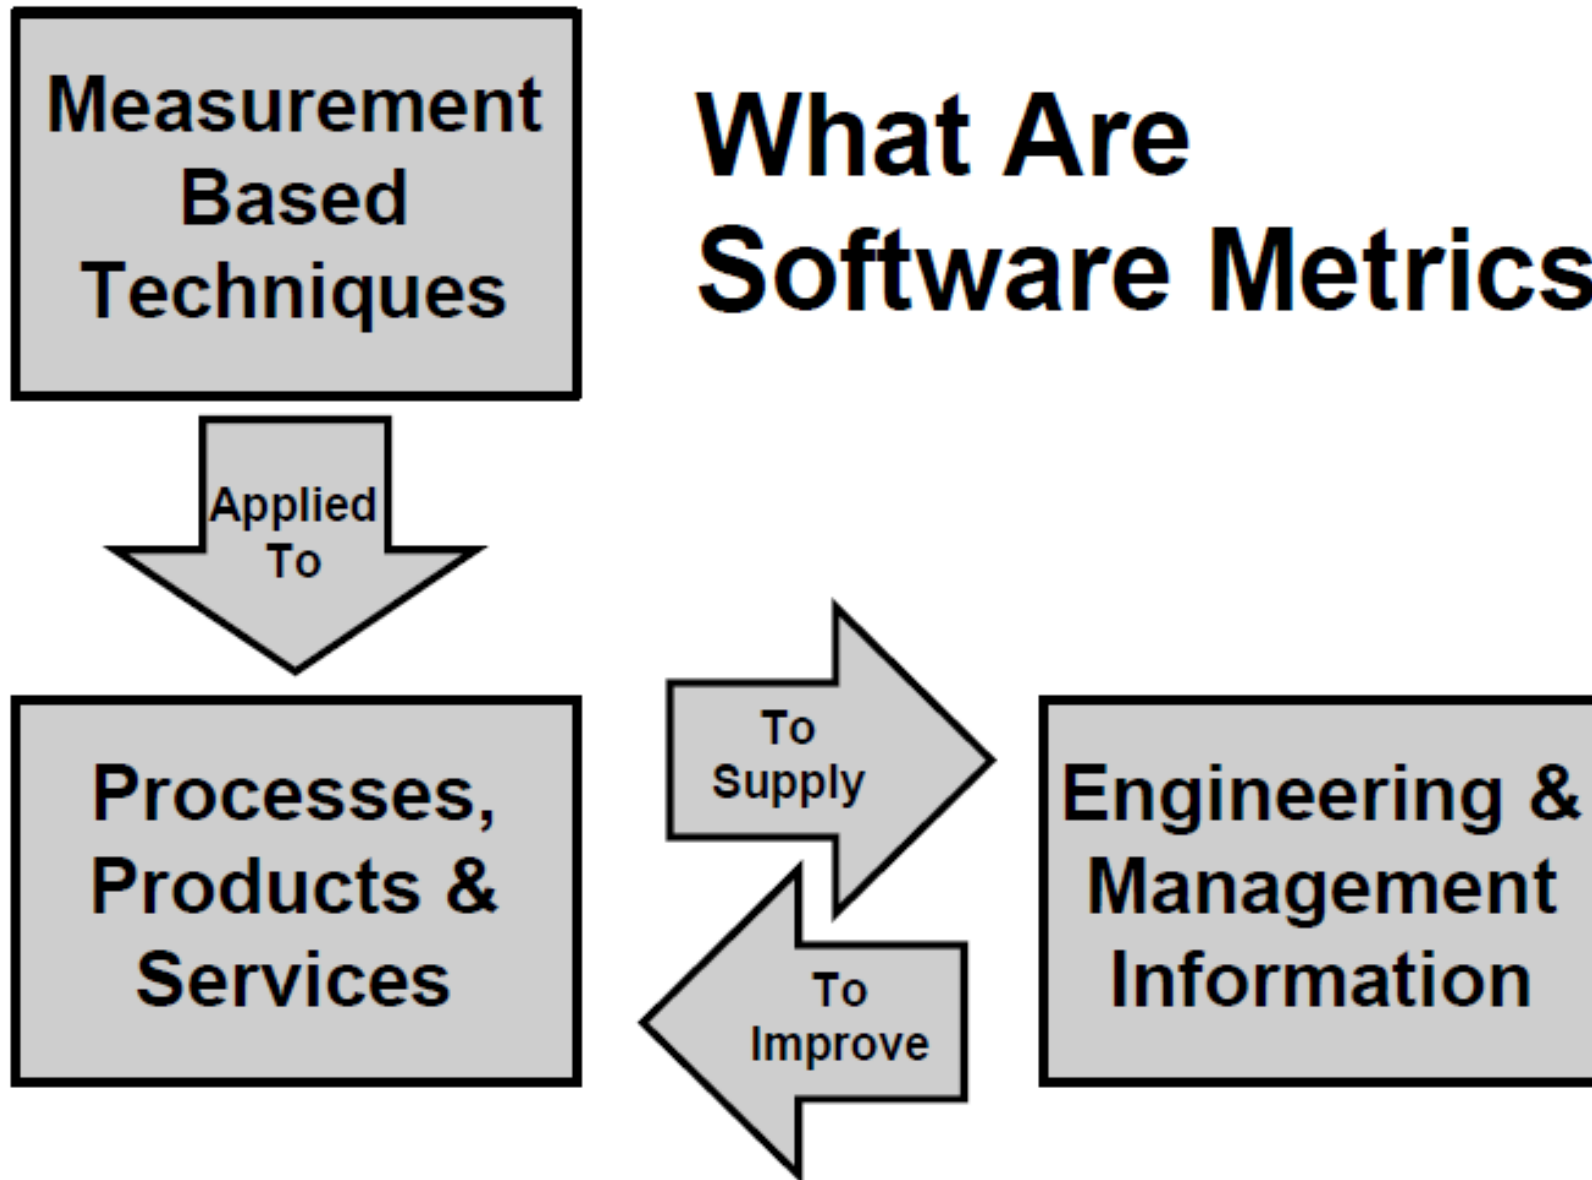 Measurement
Based
Techniques
What Are
Software Metrics
Applied
To
Processes,
Products &
Services
To
Supply
To
Improve
Engineering &
Management
Information